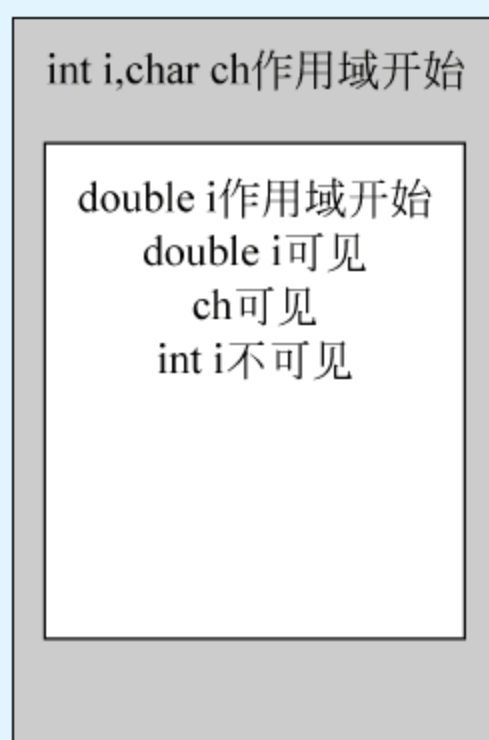 int i,char ch作用域开始
double i作用域开始
double i可见
ch可见
int i不可见